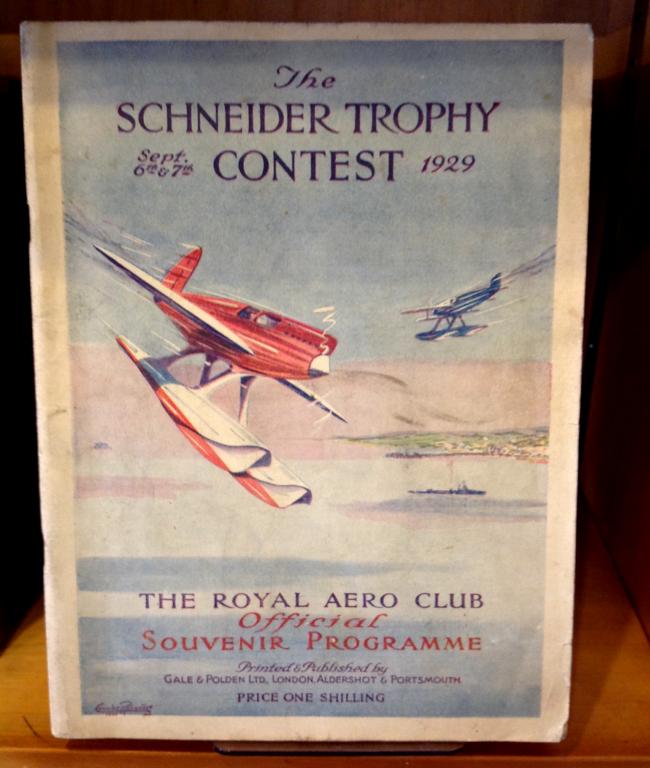 The
SCHNEIDER TROPHY
Sept.
6th & 7th CONTEST 1929
THE ROYAL AERO CLUB
Official
SOUVENIR PROGRAMME
Printed & Published by
GALE & POLDEN LTD, LONDON, ALDERSHOT & PORTSMOUTH
PRICE ONE SHILLING